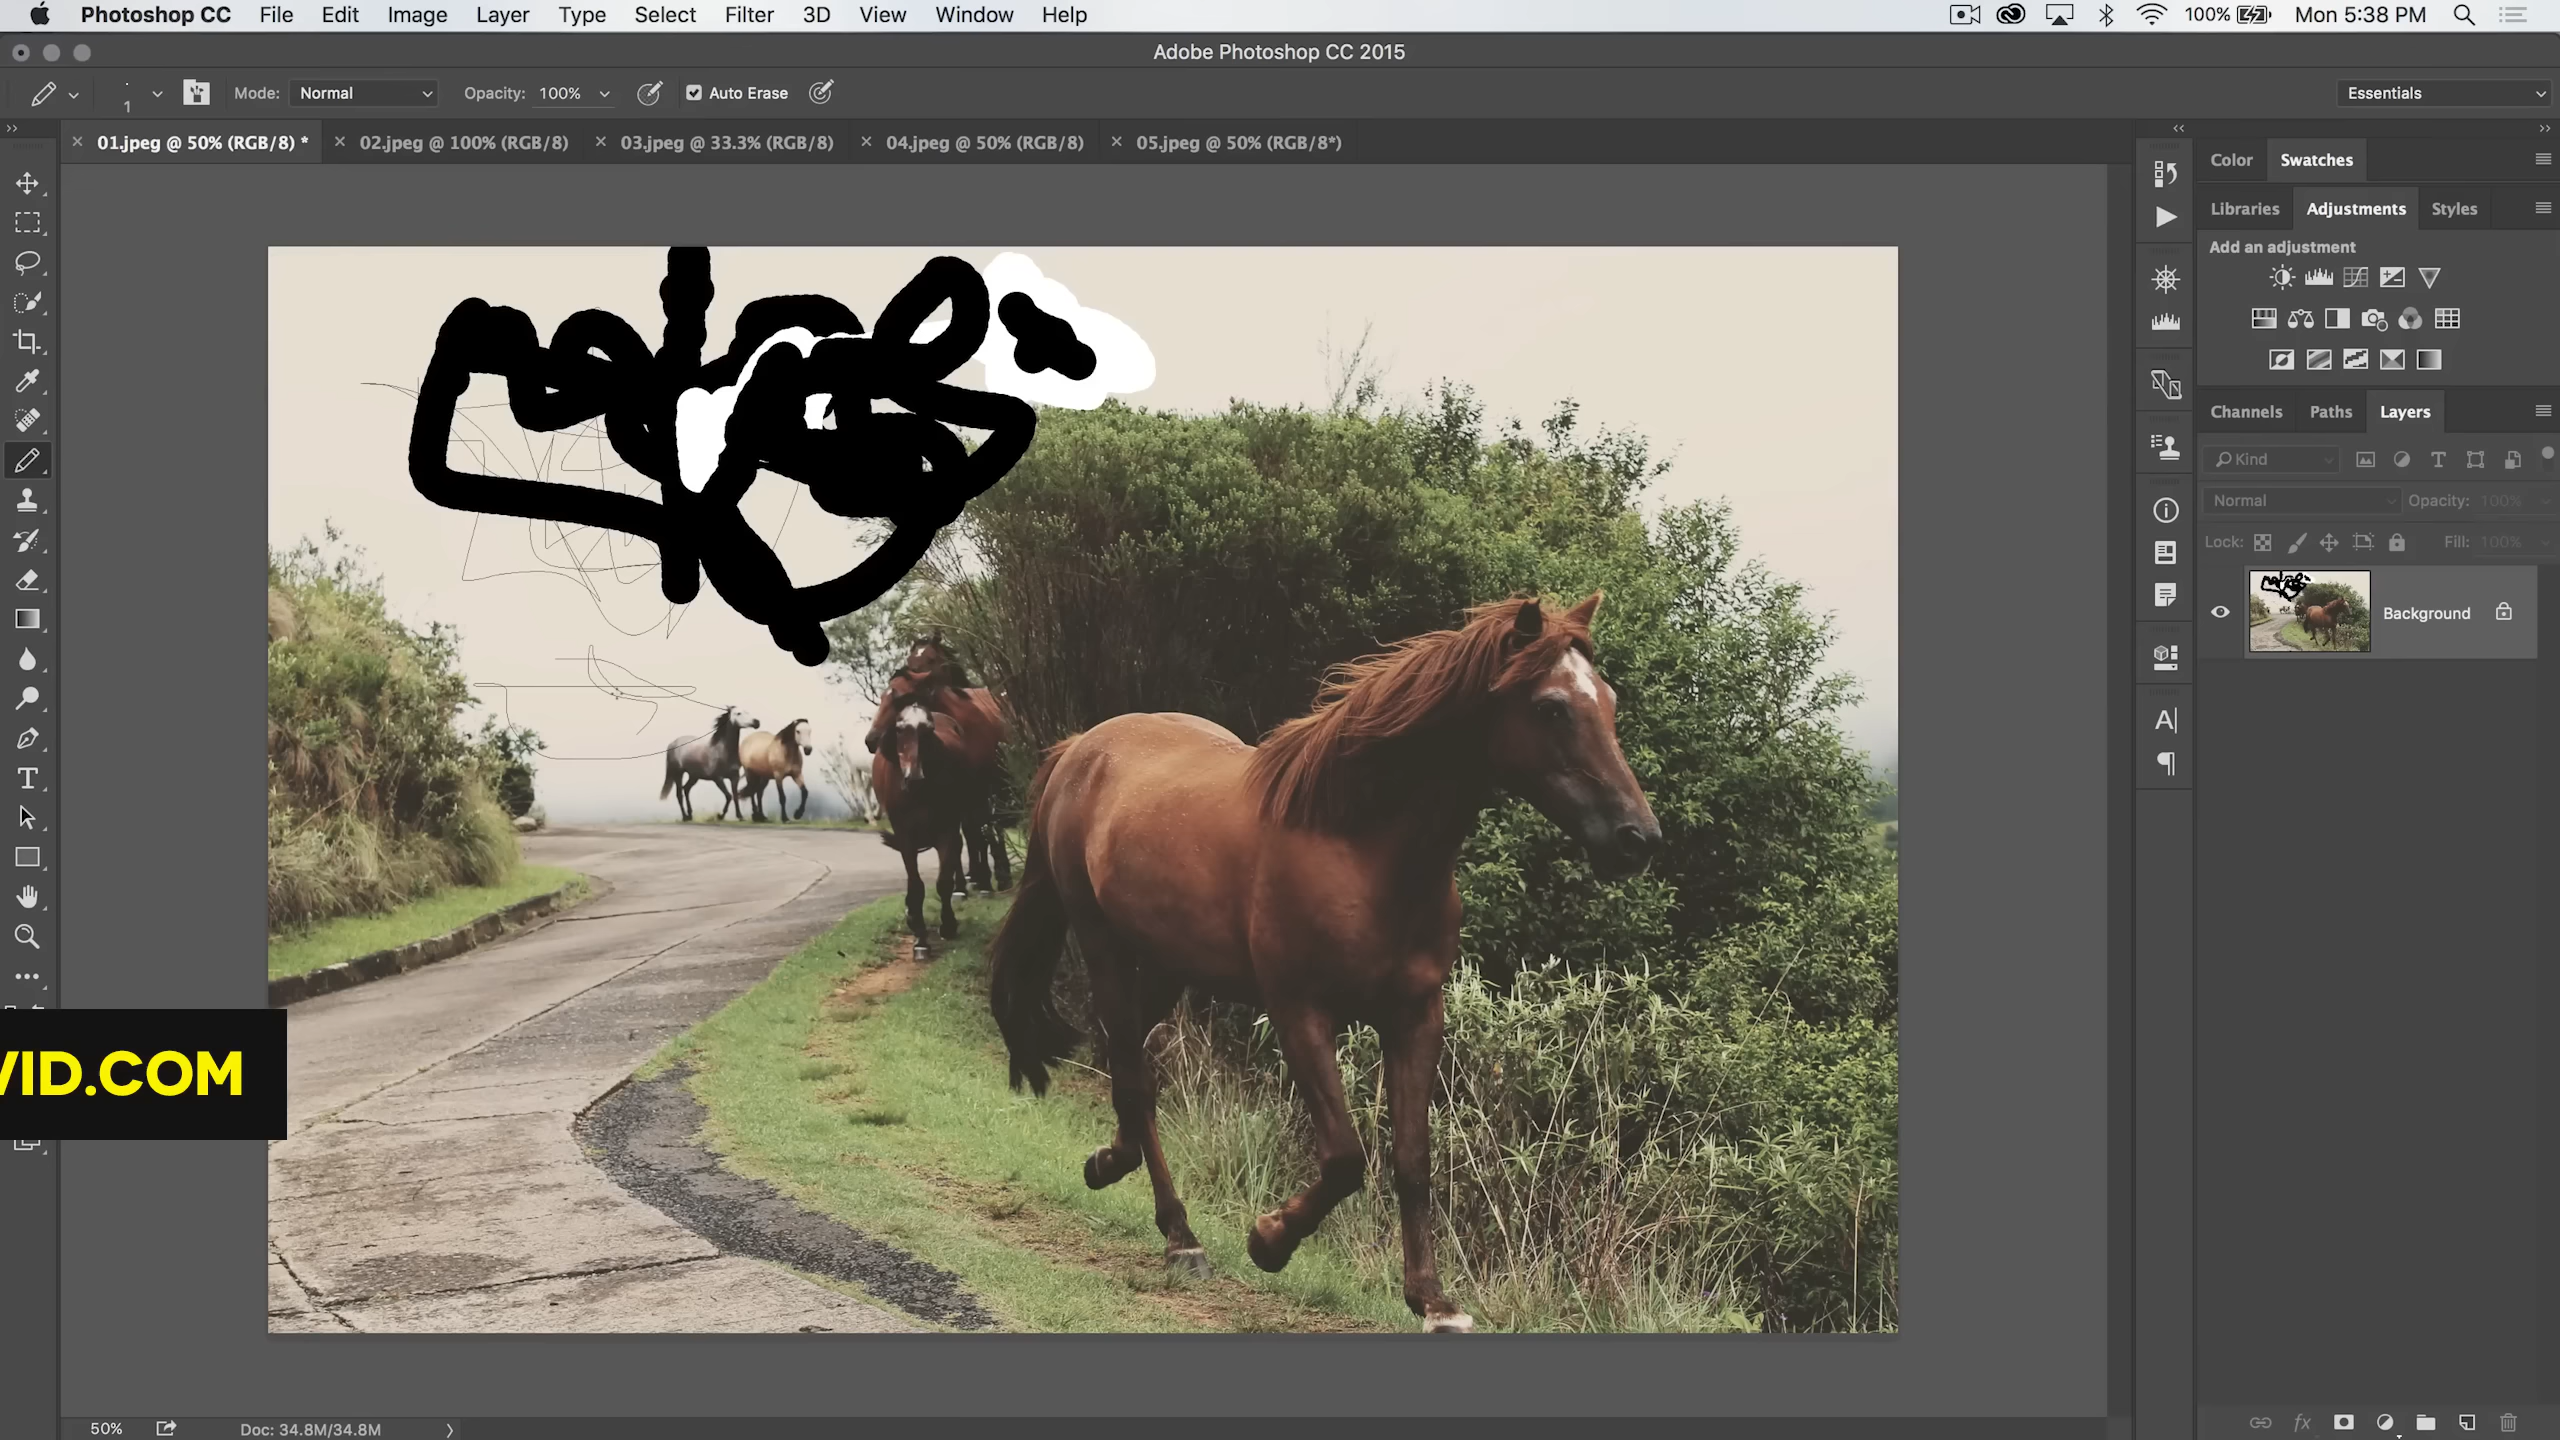 Photoshop CC File Edit Image Layer Type Select Filter 3D View Window Help 100% Mon 5:38 PM
Adobe Photoshop CC 2015
1 Mode: Normal Opacity: 100% Auto Erase Essentials
01.jpeg @ 50% (RGB/8) * 02.jpeg @ 100% (RGB/8) 03.jpeg @ 33.3% (RGB/8) 04.jpeg @ 50% (RGB/8) 05.jpeg @ 50% (RGB/8*)
Color Swatches
Libraries Adjustments Styles
Add an adjustment
Channels Paths Layers
Kind
Normal Opacity: 100%
Lock: Fill: 100%
Background
VID.COM
50% Doc: 34.8M/34.8M